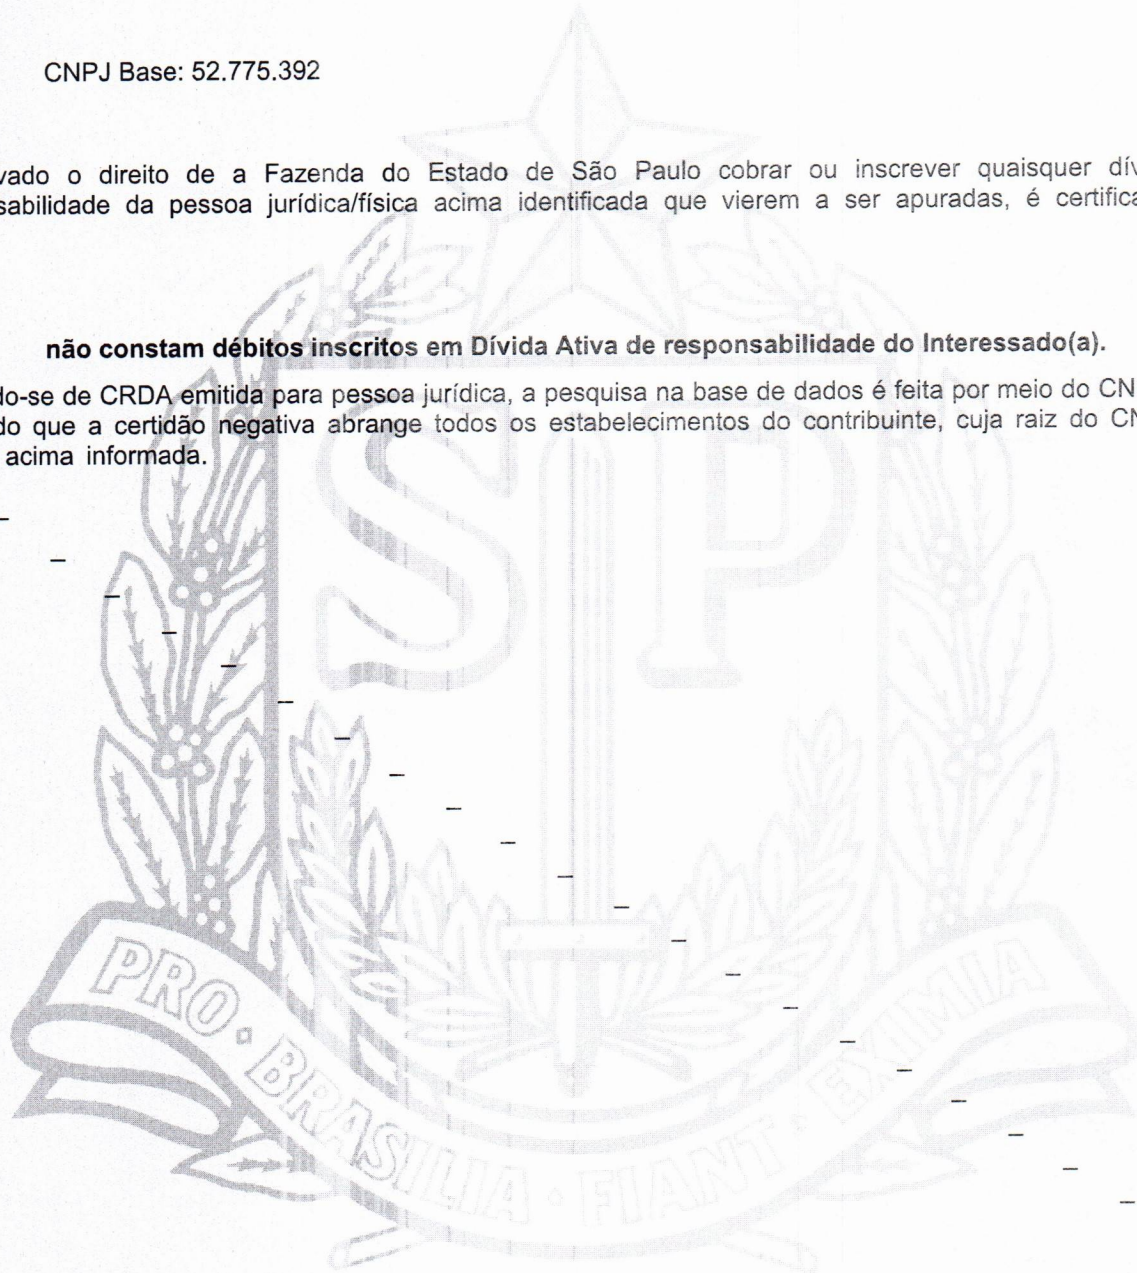 CNPJ Base: 52.775.392
vado o direito de a Fazenda do Estado de São Paulo cobrar ou inscrever quaisquer dív
sabilidade da pessoa jurídica/física acima identificada que vierem a ser apuradas, é certifica
não constam débitos inscritos em Dívida Ativa de responsabilidade do Interessado(a).
do-se de CRDA emitida para pessoa jurídica, a pesquisa na base de dados é feita por meio do CN
do que a certidão negativa abrange todos os estabelecimentos do contribuinte, cuja raiz do CN
acima informada.
SP
PRO · BRASILIA · FIANT · EXIMIA